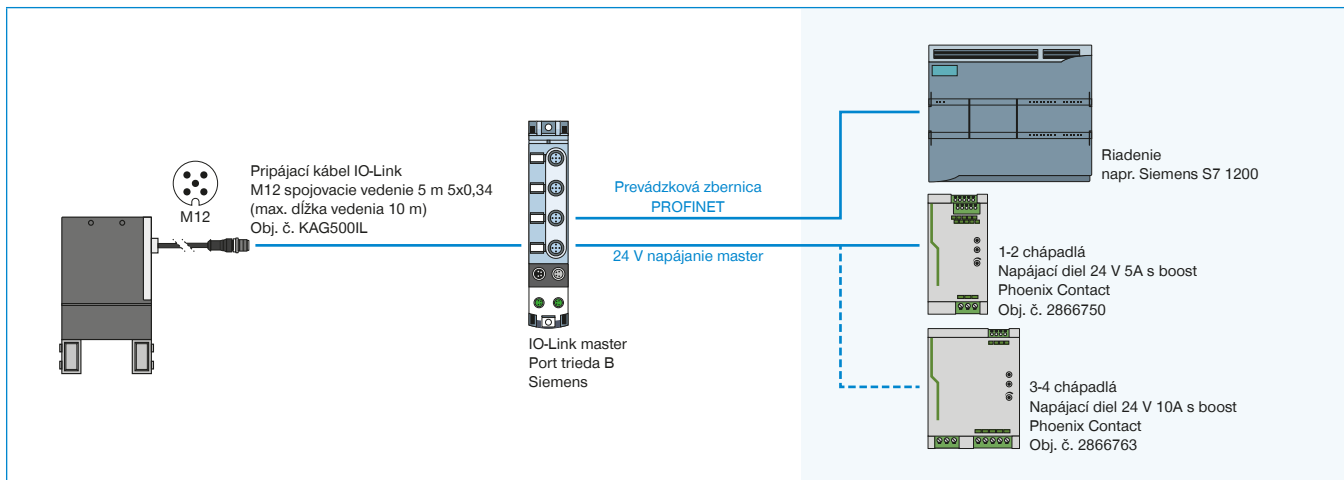 M12
Pripájací kábel IO-Link
M12 spojovacie vedenie 5 m 5x0,34
(max. dĺžka vedenia 10 m)
Obj. č. KAG500IL
IO-Link master
Port trieda B
Siemens
Prevádzková zbernica
PROFINET
24 V napájanie master
Riadenie
napr. Siemens S7 1200
1-2 chápadlá
Napájací diel 24 V 5A s boost
Phoenix Contact
Obj. č. 2866750
3-4 chápadlá
Napájací diel 24 V 10A s boost
Phoenix Contact
Obj. č. 2866763